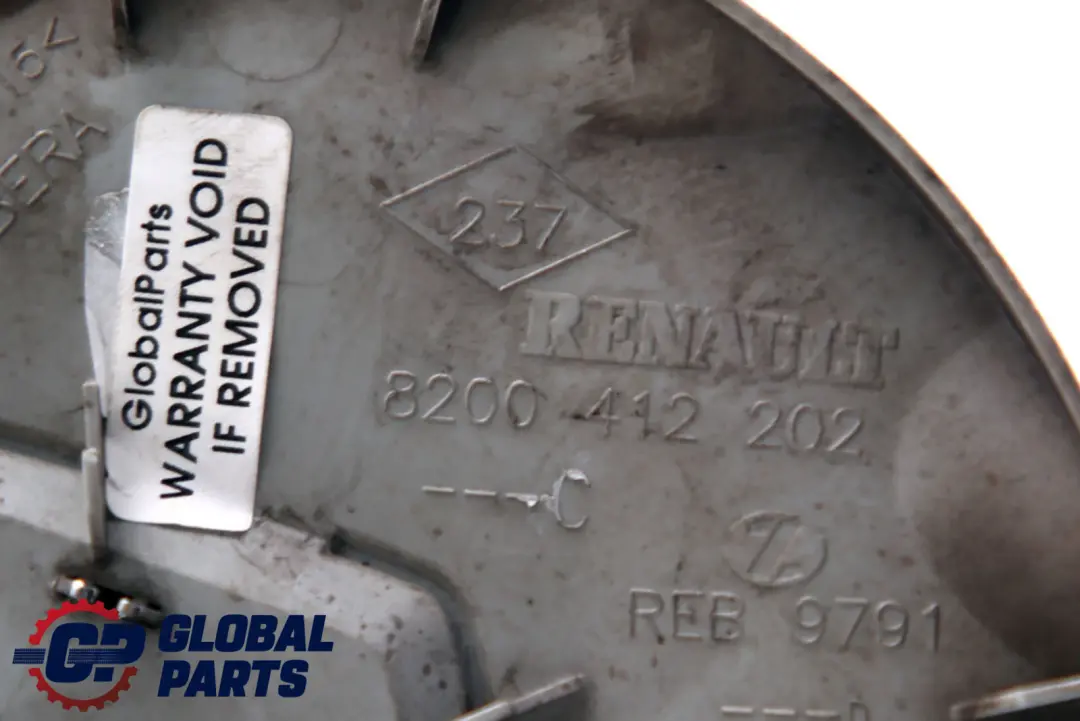 GlobalParts
WARRANTY VOID
IF REMOVED
237
RENAULT
8200 412 202
---C
REB 9791
---D
GLOBAL
PARTS